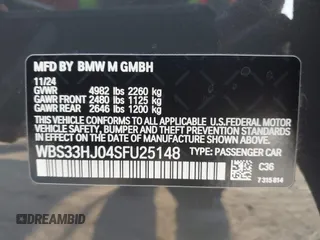 MFD BY BMW M GMBH
11/24
GVWR 4982 lbs 2260 kg
GAWR FRONT 2480 lbs 1125 kg
GAWR REAR 2646 lbs 1200 kg
THIS VEHICLE CONFORMS TO ALL APPLICABLE
U.S.FEDERAL MOTOR VEHICLE SAFETY, BUMPER,
AND THEFT PREVENTION STANDARDS IN EFFECT
ON THE DATE OF MANUFACTURE SHOWN ABOVE.
WBS33HJ04SFU25148
TYPE: PASSENGER CAR
C36
7 315 814
DREAMBID